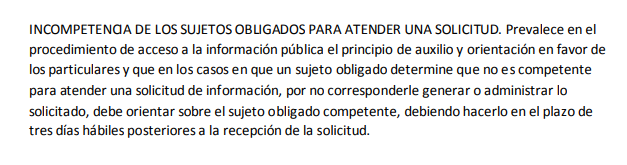 INCOMPETENCIA DE LOS SUJETOS OBLIGADOS PARA ATENDER UNA SOLICITUD. Prevalece en el
procedimiento de acceso a la información pública el principio de auxilio y orientación en favor de
los particulares y que en los casos en que un sujeto obligado determine que no es competente
para atender una solicitud de información, por no corresponderle generar o administrar lo
solicitado, debe orientar sobre el sujeto obligado competente, debiendo hacerlo en el plazo de
tres días hábiles posteriores a la recepción de la solicitud.